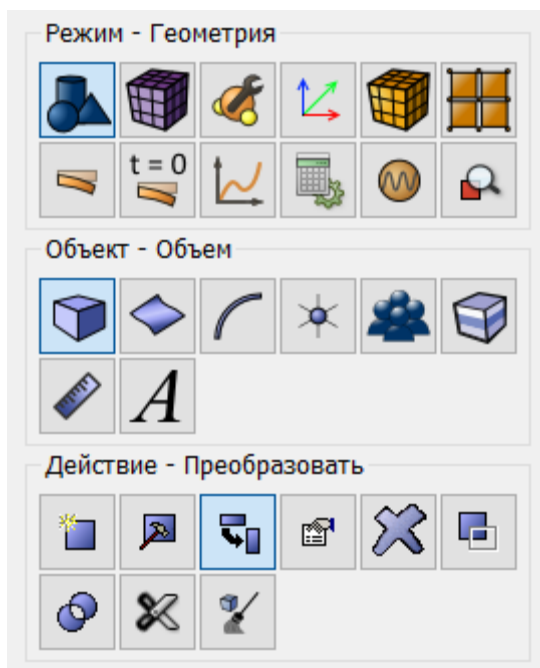 Режим - Геометрия
t = 0
Объект - Объем
A
Действие - Преобразовать